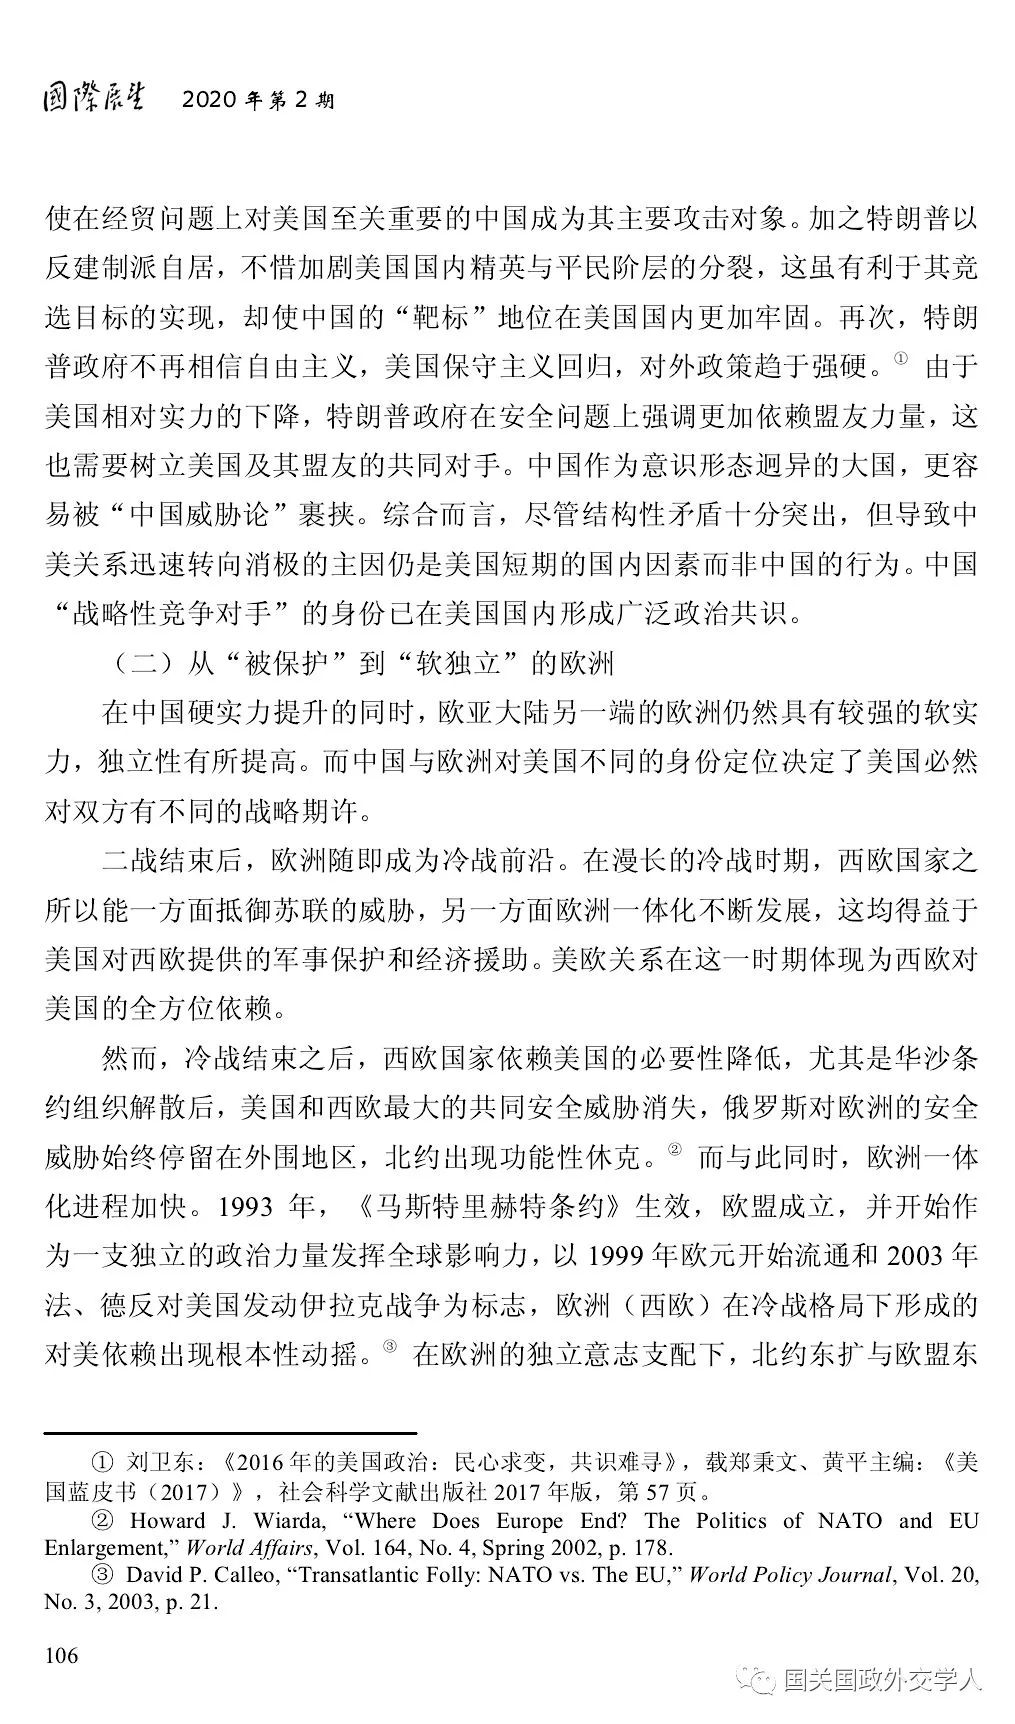 國際展望 2020 年第 2 期
使在经贸问题上对美国至关重要的中国成为其主要攻击对象。加之特朗普以
反建制派自居，不惜加剧美国国内精英与平民阶层的分裂，这虽有利于其竞
选目标的实现，却使中国的“靶标”地位在美国国内更加牢固。再次，特朗
普政府不再相信自由主义，美国保守主义回归，对外政策趋于强硬。① 由于
美国相对实力的下降，特朗普政府在安全问题上强调更加依赖盟友力量，这
也需要树立美国及其盟友的共同对手。中国作为意识形态迥异的大国，更容
易被“中国威胁论”裹挟。综合而言，尽管结构性矛盾十分突出，但导致中
美关系迅速转向消极的主因仍是美国短期的国内因素而非中国的行为。中国
“战略性竞争对手”的身份已在美国国内形成广泛政治共识。
（二）从“被保护”到“软独立”的欧洲
在中国硬实力提升的同时，欧亚大陆另一端的欧洲仍然具有较强的软实
力，独立性有所提高。而中国与欧洲对美国不同的身份定位决定了美国必然
对双方有不同的战略期许。
二战结束后，欧洲随即成为冷战前沿。在漫长的冷战时期，西欧国家之
所以能一方面抵御苏联的威胁，另一方面欧洲一体化不断发展，这均得益于
美国对西欧提供的军事保护和经济援助。美欧关系在这一时期体现为西欧对
美国的全方位依赖。
然而，冷战结束之后，西欧国家依赖美国的必要性降低，尤其是华沙条
约组织解散后，美国和西欧最大的共同安全威胁消失，俄罗斯对欧洲的安全
威胁始终停留在外围地区，北约出现功能性休克。② 而与此同时，欧洲一体
化进程加快。1993 年，《马斯特里赫特条约》生效，欧盟成立，并开始作
为一支独立的政治力量发挥全球影响力，以 1999 年欧元开始流通和 2003 年
法、德反对美国发动伊拉克战争为标志，欧洲（西欧）在冷战格局下形成的
对美依赖出现根本性动摇。③ 在欧洲的独立意志支配下，北约东扩与欧盟东
① 刘卫东：《2016 年的美国政治：民心求变，共识难寻》，载郑秉文、黄平主编：《美
国蓝皮书（2017）》，社会科学文献出版社 2017 年版，第 57 页。
② Howard J. Wiarda, “Where Does Europe End? The Politics of NATO and EU
Enlargement,” World Affairs, Vol. 164, No. 4, Spring 2002, p. 178.
③ David P. Calleo, “Transatlantic Folly: NATO vs. The EU,” World Policy Journal, Vol. 20,
No. 3, 2003, p. 21.
106
国关国政外交学人